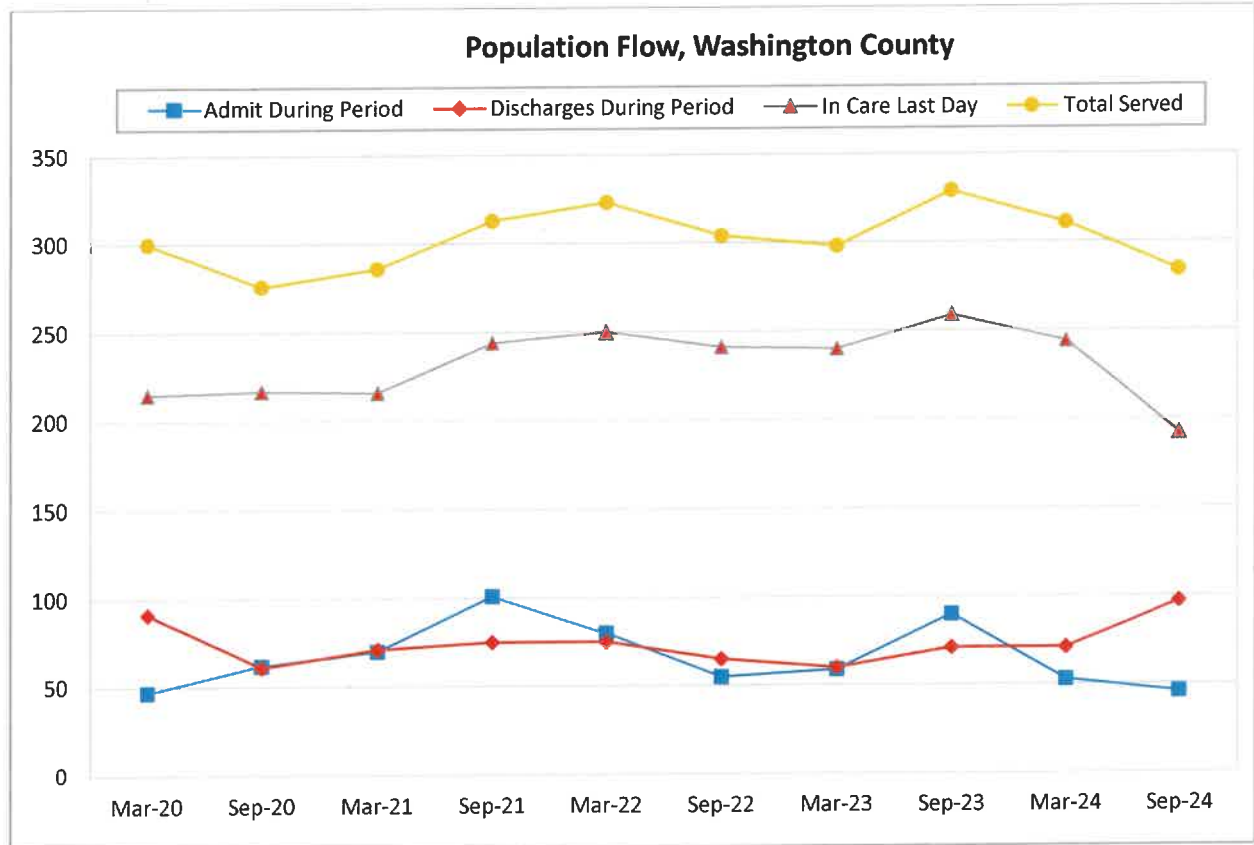 Population Flow, Washington County
Admit During Period Discharges During Period In Care Last Day Total Served
350
300
250
200
150
100
50
0
Mar-20 Sep-20 Mar-21 Sep-21 Mar-22 Sep-22 Mar-23 Sep-23 Mar-24 Sep-24